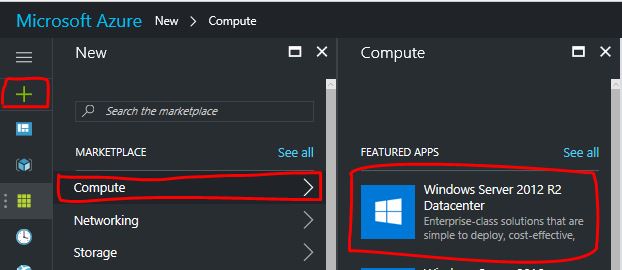 Microsoft Azure New > Compute
New
Search the marketplace
MARKETPLACE See all
Compute
Networking
Storage
Compute
FEATURED APPS See all
Windows Server 2012 R2
Datacenter
Enterprise-class solutions that are
simple to deploy, cost-effective,